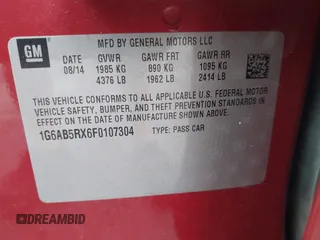 GM
MFD BY GENERAL MOTORS LLC
DATE GVWR GAWR FRT GAWR RR
08/14 1985 KG 890 KG 1095 KG
4376 LB 1962 LB 2414 LB
THIS VEHICLE CONFORMS TO ALL APPLICABLE U.S. FEDERAL MOTOR
VEHICLE SAFETY, BUMPER, AND THEFT PREVENTION STANDARDS
IN EFFECT ON THE DATE OF MANUFACTURE SHOWN ABOVE.
1G6AB5RX6F0107304 TYPE: PASS CAR
DREAMBID